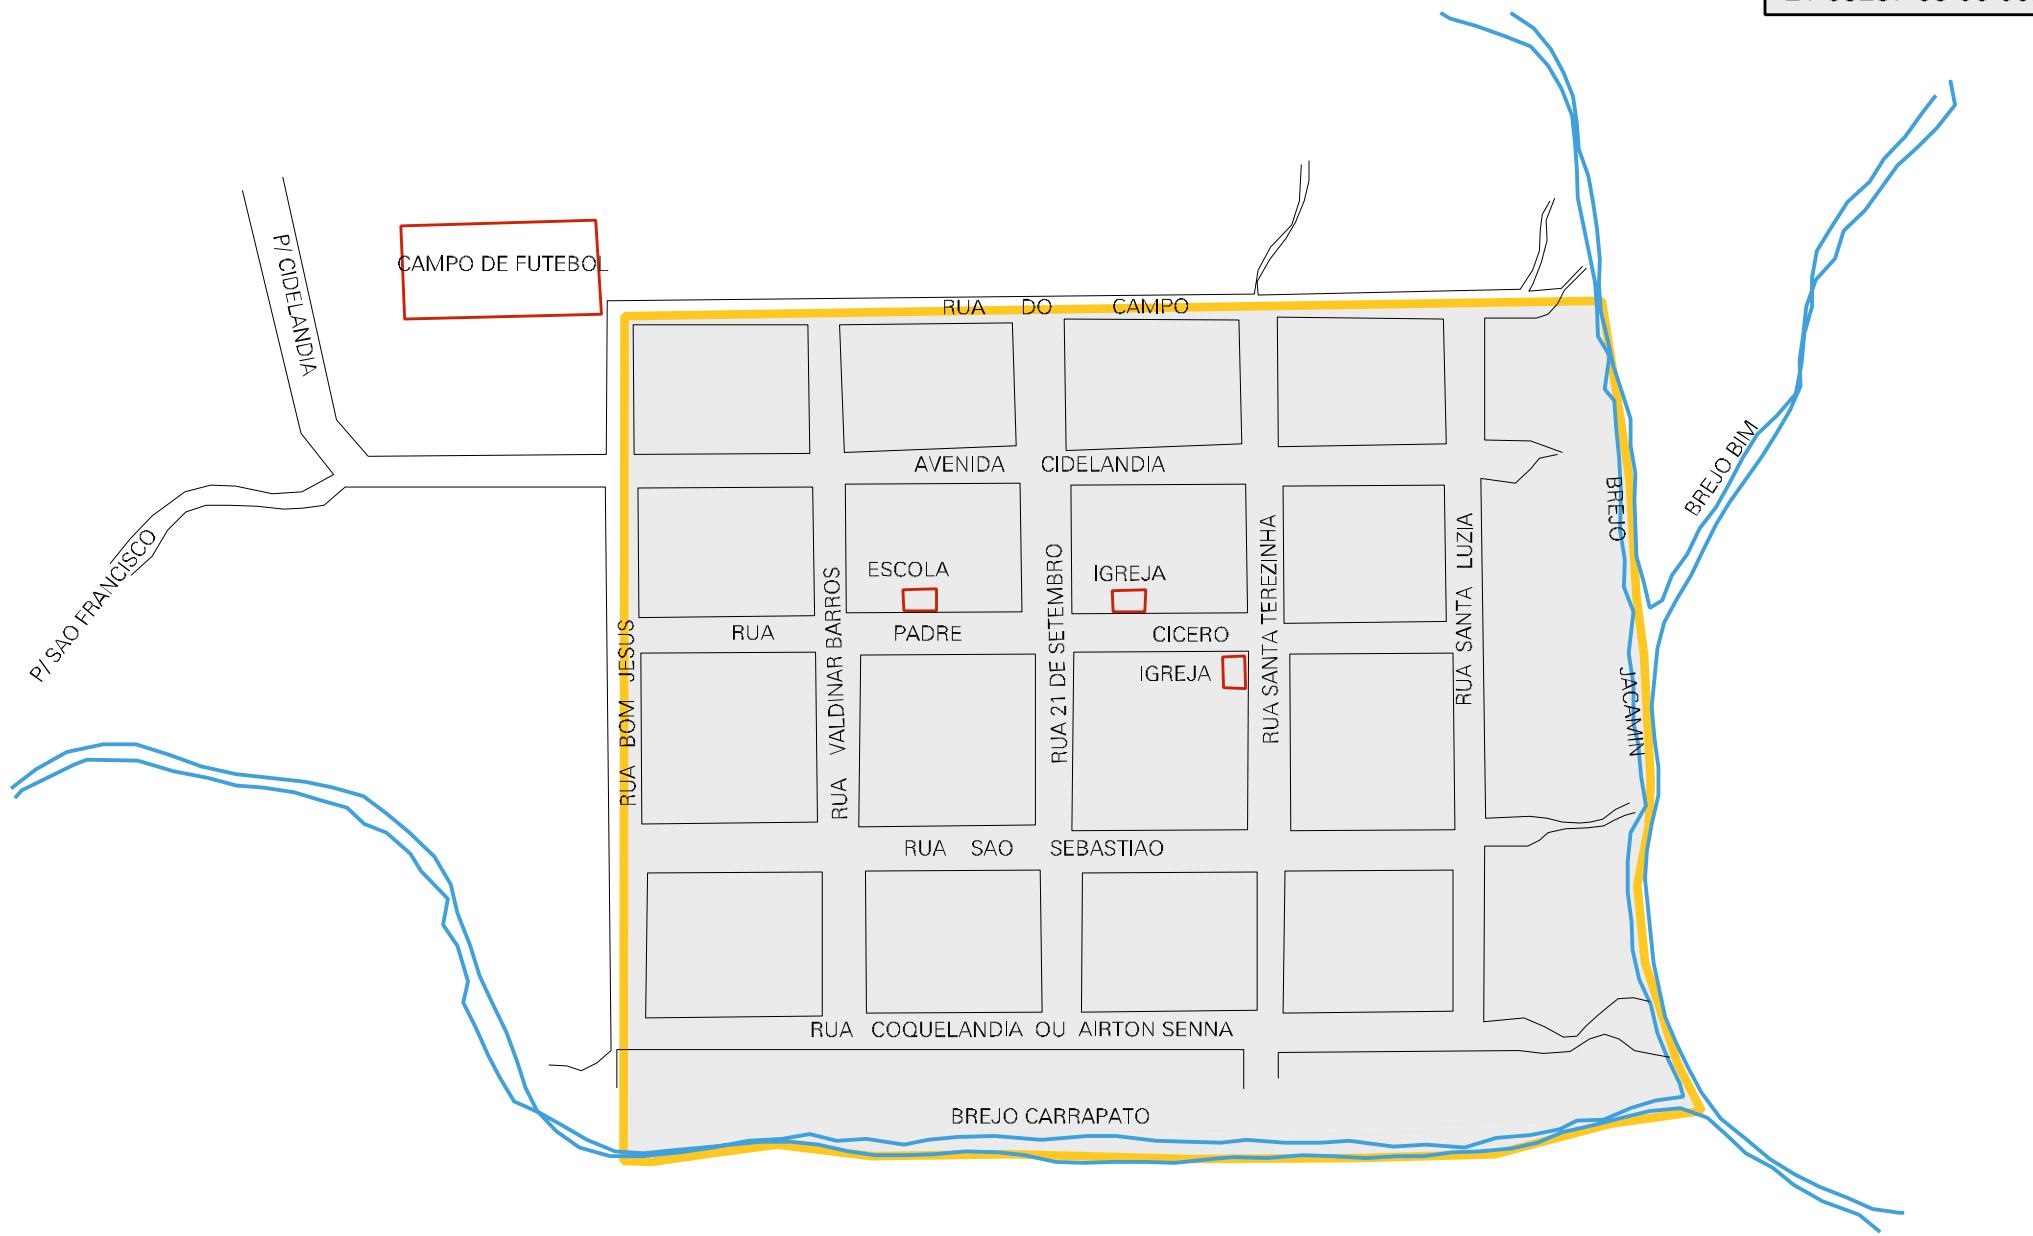 P/ CIDELANDIA
CAMPO DE FUTEBOL
RUA DO CAMPO
AVENIDA CIDELANDIA
BREJO BIM
P/ SAO FRANCISCO
ESCOLA
IGREJA
RUA PADRE CICERO
IGREJA
RUA BOM JESUS
RUA VALDINAR BARROS
RUA 21 DE SETEMBRO
RUA SANTA TEREZINHA
RUA SANTA LUZIA
BREJO JACAMIN
RUA SAO SEBASTIAO
RUA COQUELANDIA OU AIRTON SENNA
BREJO CARRAPATO